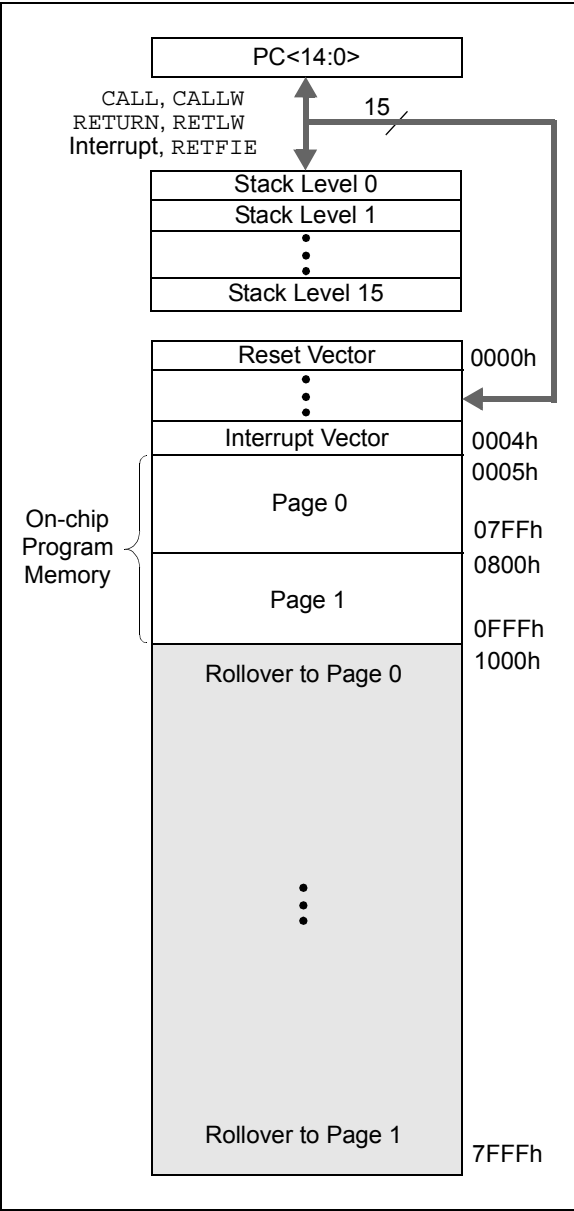 PC<14:0>
CALL, CALLW
RETURN, RETLW
Interrupt, RETFIE
15
Stack Level 0
Stack Level 1
Stack Level 15
Reset Vector
0000h
Interrupt Vector
0004h
0005h
Page 0
On-chip
Program
Memory
07FFh
0800h
Page 1
0FFFh
1000h
Rollover to Page 0
Rollover to Page 1
7FFFh